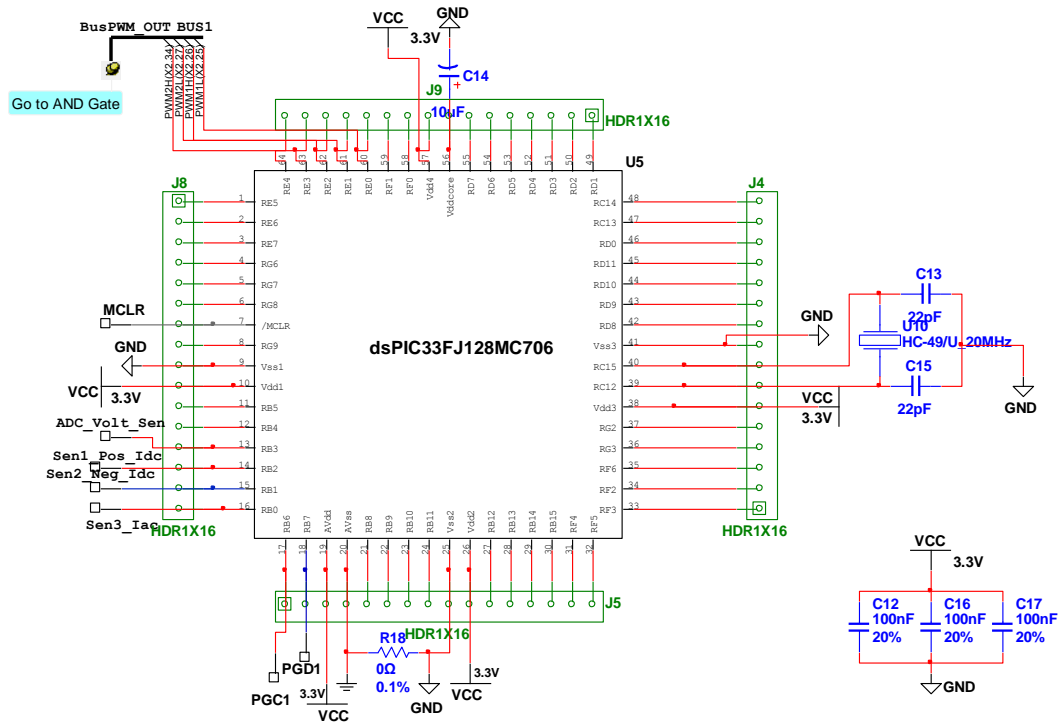 BusPWM_OUT BUS1
PWM2H(X2.34)
PWM2L(X2.27)
PWM1H(X2.26)
PWM1L(X2.25)
Go to AND Gate
VCC
3.3V
GND
C14
10uF
J9
HDR1X16
U5
64 63 62 61 60 59 58 57 56 55 54 53 52 51 50 49
RE4 RE3 RE2 RE1 RE0 RF1 RF0 Vdd4 Vddcore RD7 RD6 RD5 RD4 RD3 RD2 RD1
J8
1 RE5
2 RE6
3 RE7
4 RG6
5 RG7
6 RG8
7 /MCLR
8 RG9
9 Vss1
10 Vdd1
11 RB5
12 RB4
13 RB3
14 RB2
15 RB1
16 RB0
MCLR
GND
VCC
3.3V
ADC_Volt_Sen
Sen1_Pos_Idc
Sen2_Neg_Idc
Sen3_Iac
HDR1X16
dsPIC33FJ128MC706
J4
RC14 48
RC13 47
RD0 46
RD11 45
RD10 44
RD9 43
RD8 42
Vss3 41
RC15 40
RC12 39
Vdd3 38
RG2 37
RG3 36
RF6 35
RF2 34
RF3 33
HDR1X16
GND
VCC
3.3V
C13
22pF
U10
HC-49/U_20MHz
C15
22pF
GND
RB6 RB7 AVdd AVss RB8 RB9 RB10 RB11 Vss2 Vdd2 RB12 RB13 RB14 RB15 RF4 RF5
17 18 19 20 21 22 23 24 25 26 27 28 29 30 31 32
J5
HDR1X16
PGD1
PGC1
3.3V
VCC
R18
0Ω
0.1%
GND
3.3V
VCC
VCC
3.3V
C12
100nF
20%
C16
100nF
20%
C17
100nF
20%
GND